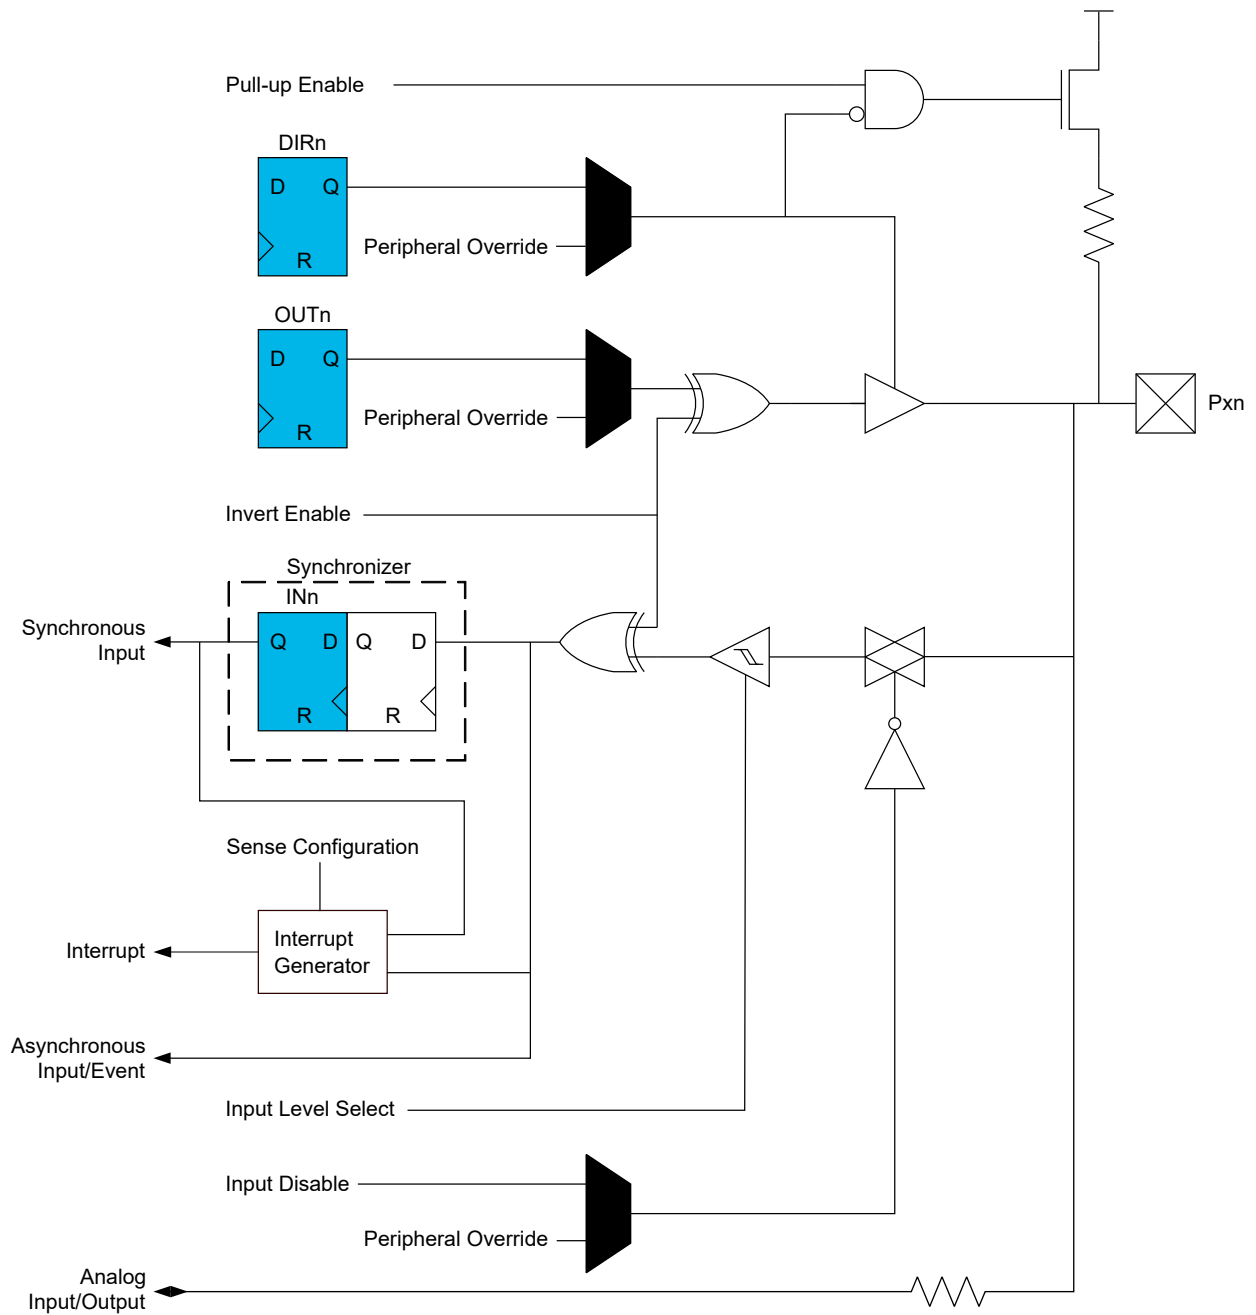 Pull-up Enable
DIRn
D Q
Peripheral Override
R
OUTn
D Q
Pxn
Peripheral Override
R
Invert Enable
Synchronizer
INn
Synchronous
Input
Q D Q D
R R
Sense Configuration
Interrupt
Interrupt
Generator
Asynchronous
Input/Event
Input Level Select
Input Disable
Peripheral Override
Analog
Input/Output